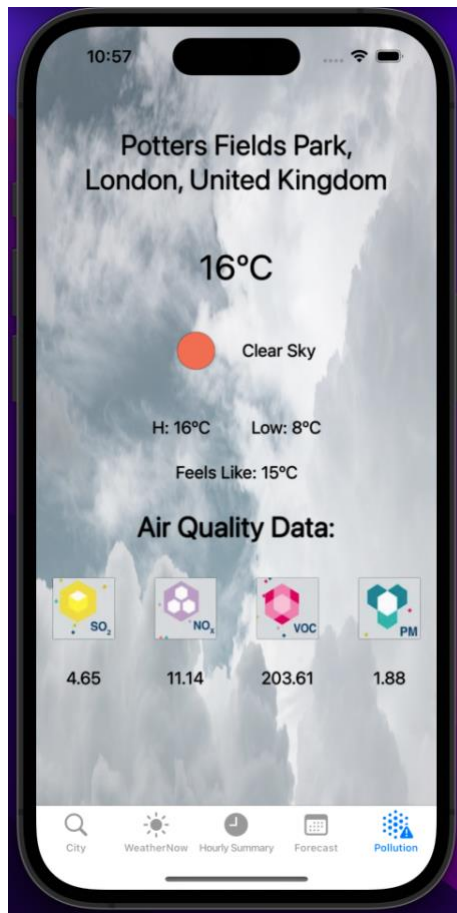 10:57
Potters Fields Park,
London, United Kingdom
16°C
Clear Sky
H: 16°C Low: 8°C
Feels Like: 15°C
Air Quality Data:
SO₂ NOₓ VOC PM
4.65 11.14 203.61 1.88
City WeatherNow Hourly Summary Forecast Pollution